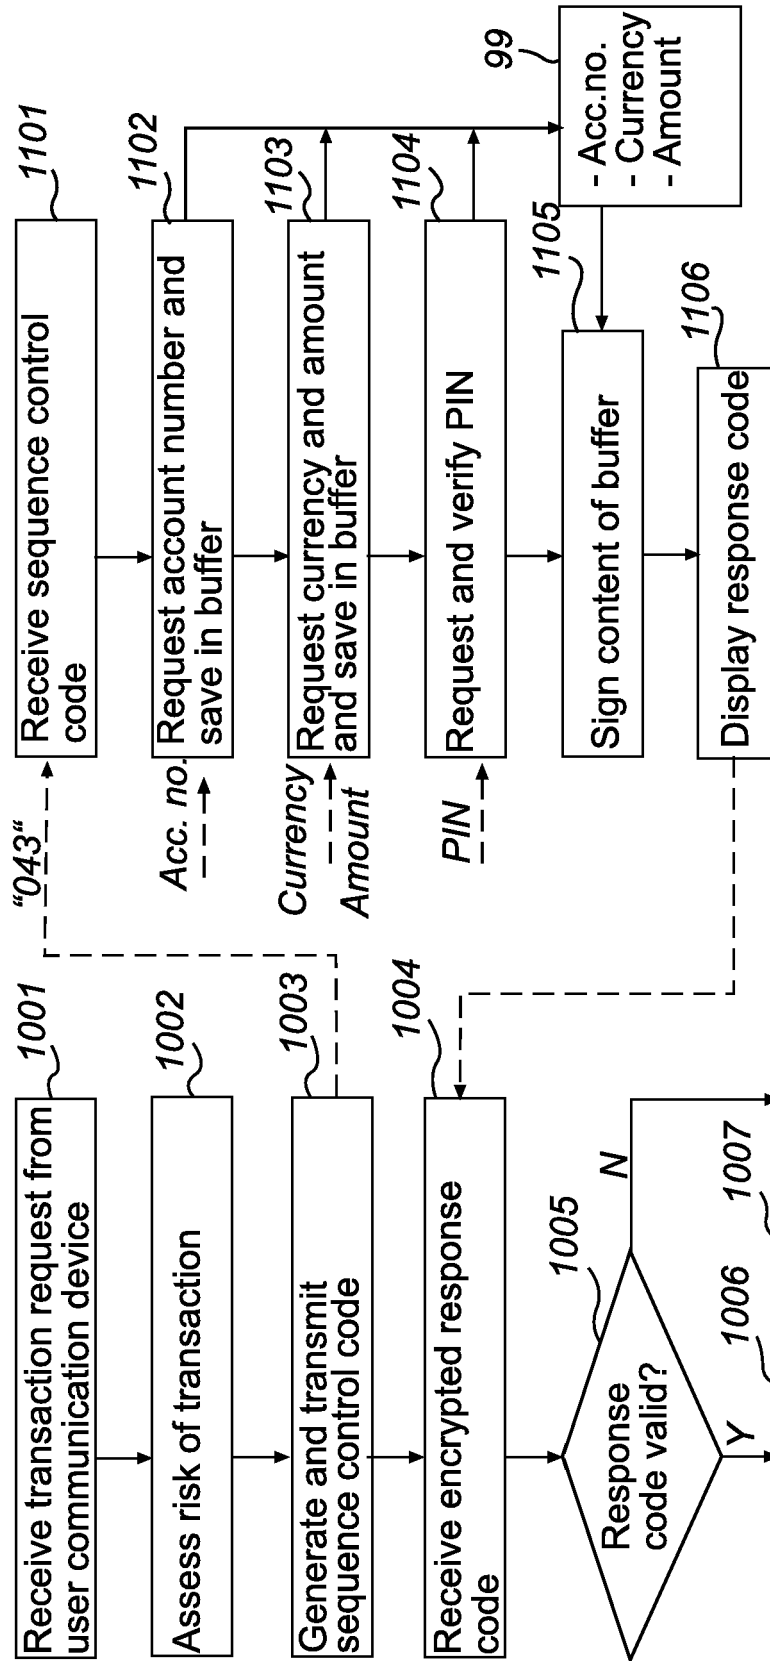 1001
Receive transaction request from
user communication device
1002
Assess risk of transaction
1003
Generate and transmit
sequence control code
1004
Receive encrypted response
code
1005
Response
code valid?
N
Y
1006
1007
“043“
1101
Receive sequence control
code
1102
Acc. no.
Request account number and
save in buffer
1103
Currency
Amount
Request currency and amount
and save in buffer
1104
PIN
Request and verify PIN
99
- Acc.no.
- Currency
- Amount
1105
Sign content of buffer
1106
Display response code